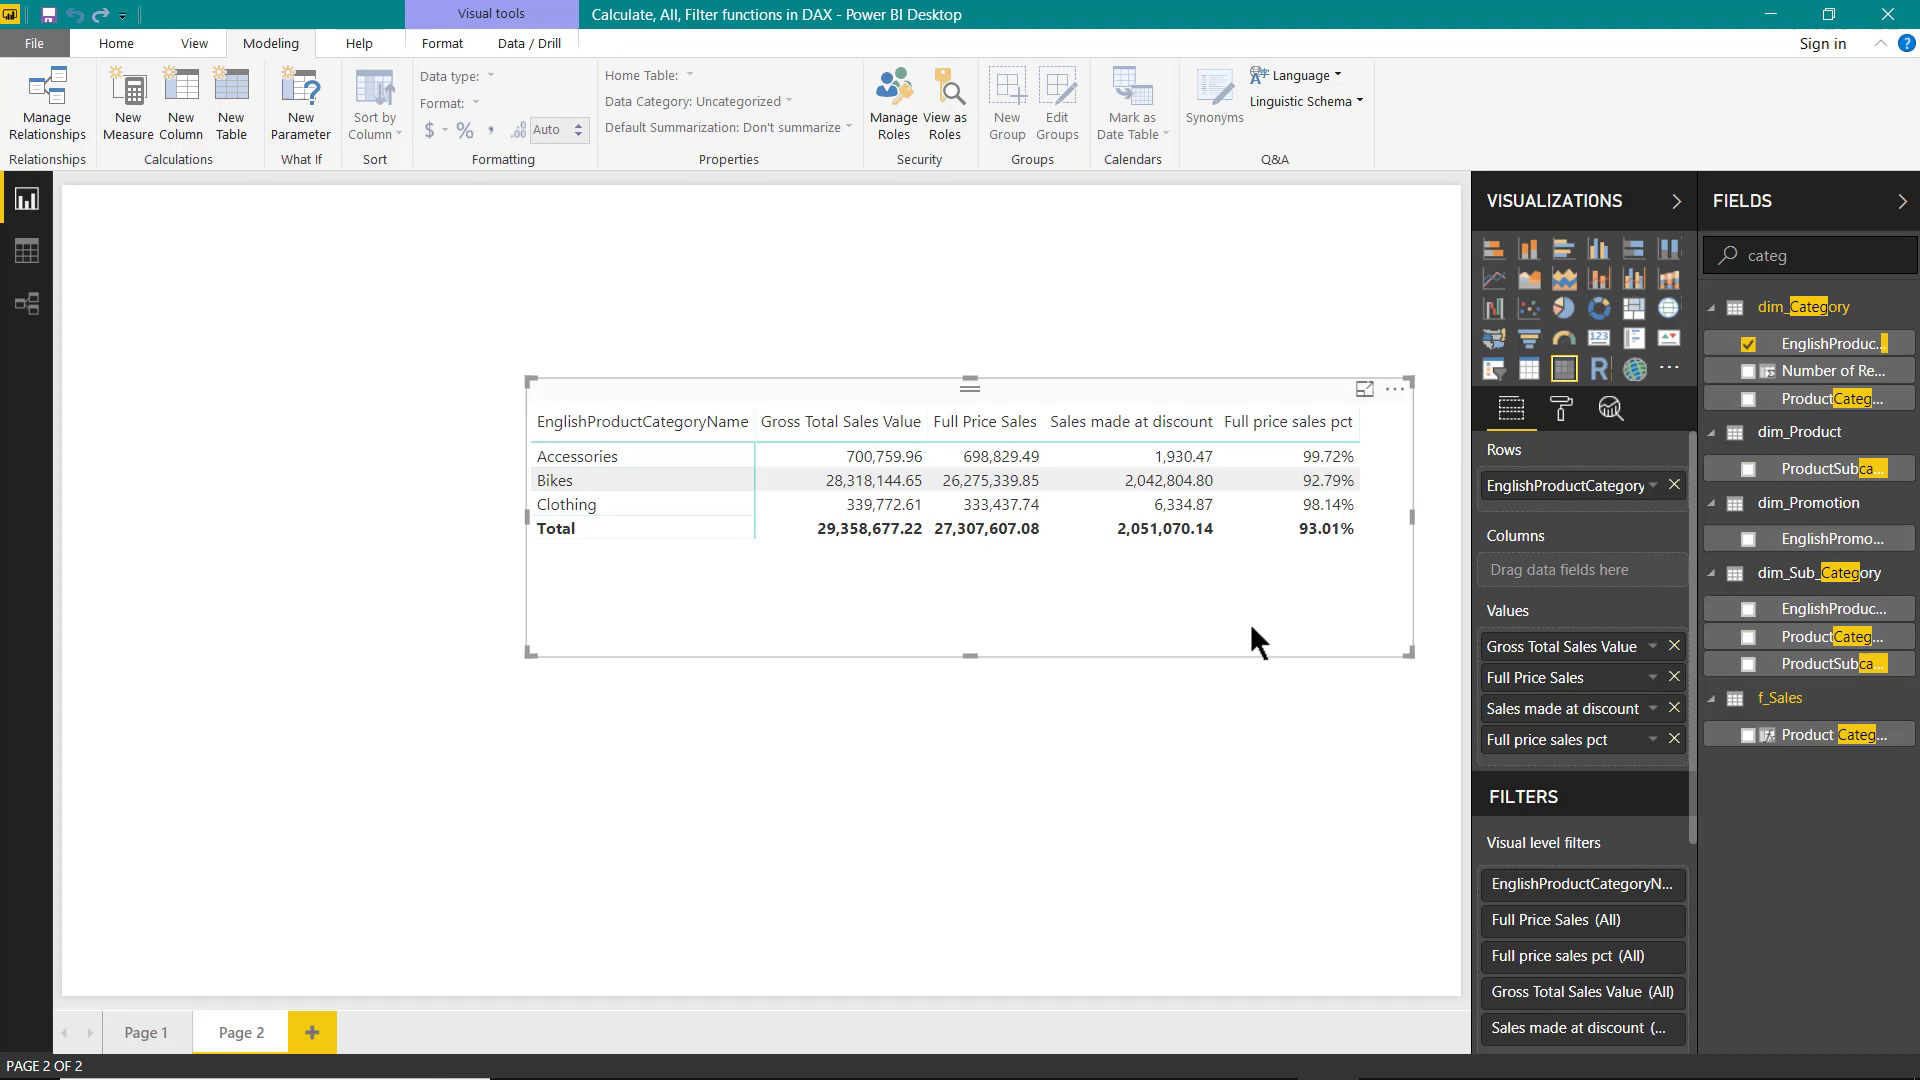 Visual tools
Calculate, All, Filter functions in DAX - Power BI Desktop
File Home View Modeling Help Format Data / Drill Sign in
Manage Relationships
Relationships
New Measure
New Column
New Table
Calculations
New Parameter
What If
Sort by Column
Sort
Data type:
Format:
$ % , .00 Auto
Formatting
Home Table:
Data Category: Uncategorized
Default Summarization: Don't summarize
Properties
Manage Roles
View as Roles
Security
New Group
Edit Groups
Groups
Mark as Date Table
Calendars
Synonyms
Language
Linguistic Schema
Q&A
EnglishProductCategoryName Gross Total Sales Value Full Price Sales Sales made at discount Full price sales pct
Accessories 700,759.96 698,829.49 1,930.47 99.72%
Bikes 28,318,144.65 26,275,339.85 2,042,804.80 92.79%
Clothing 339,772.61 333,437.74 6,334.87 98.14%
Total 29,358,677.22 27,307,607.08 2,051,070.14 93.01%
VISUALIZATIONS
123
R
Rows
EnglishProductCategory
Columns
Drag data fields here
Values
Gross Total Sales Value
Full Price Sales
Sales made at discount
Full price sales pct
FILTERS
Visual level filters
EnglishProductCategoryN...
Full Price Sales (All)
Full price sales pct (All)
Gross Total Sales Value (All)
Sales made at discount (...
FIELDS
categ
dim_Category
EnglishProduc...
Number of Re...
ProductCateg...
dim_Product
ProductSubca...
dim_Promotion
EnglishPromo...
dim_Sub_Category
EnglishProduc...
ProductCateg...
ProductSubca...
f_Sales
Product Categ...
Page 1 Page 2
PAGE 2 OF 2